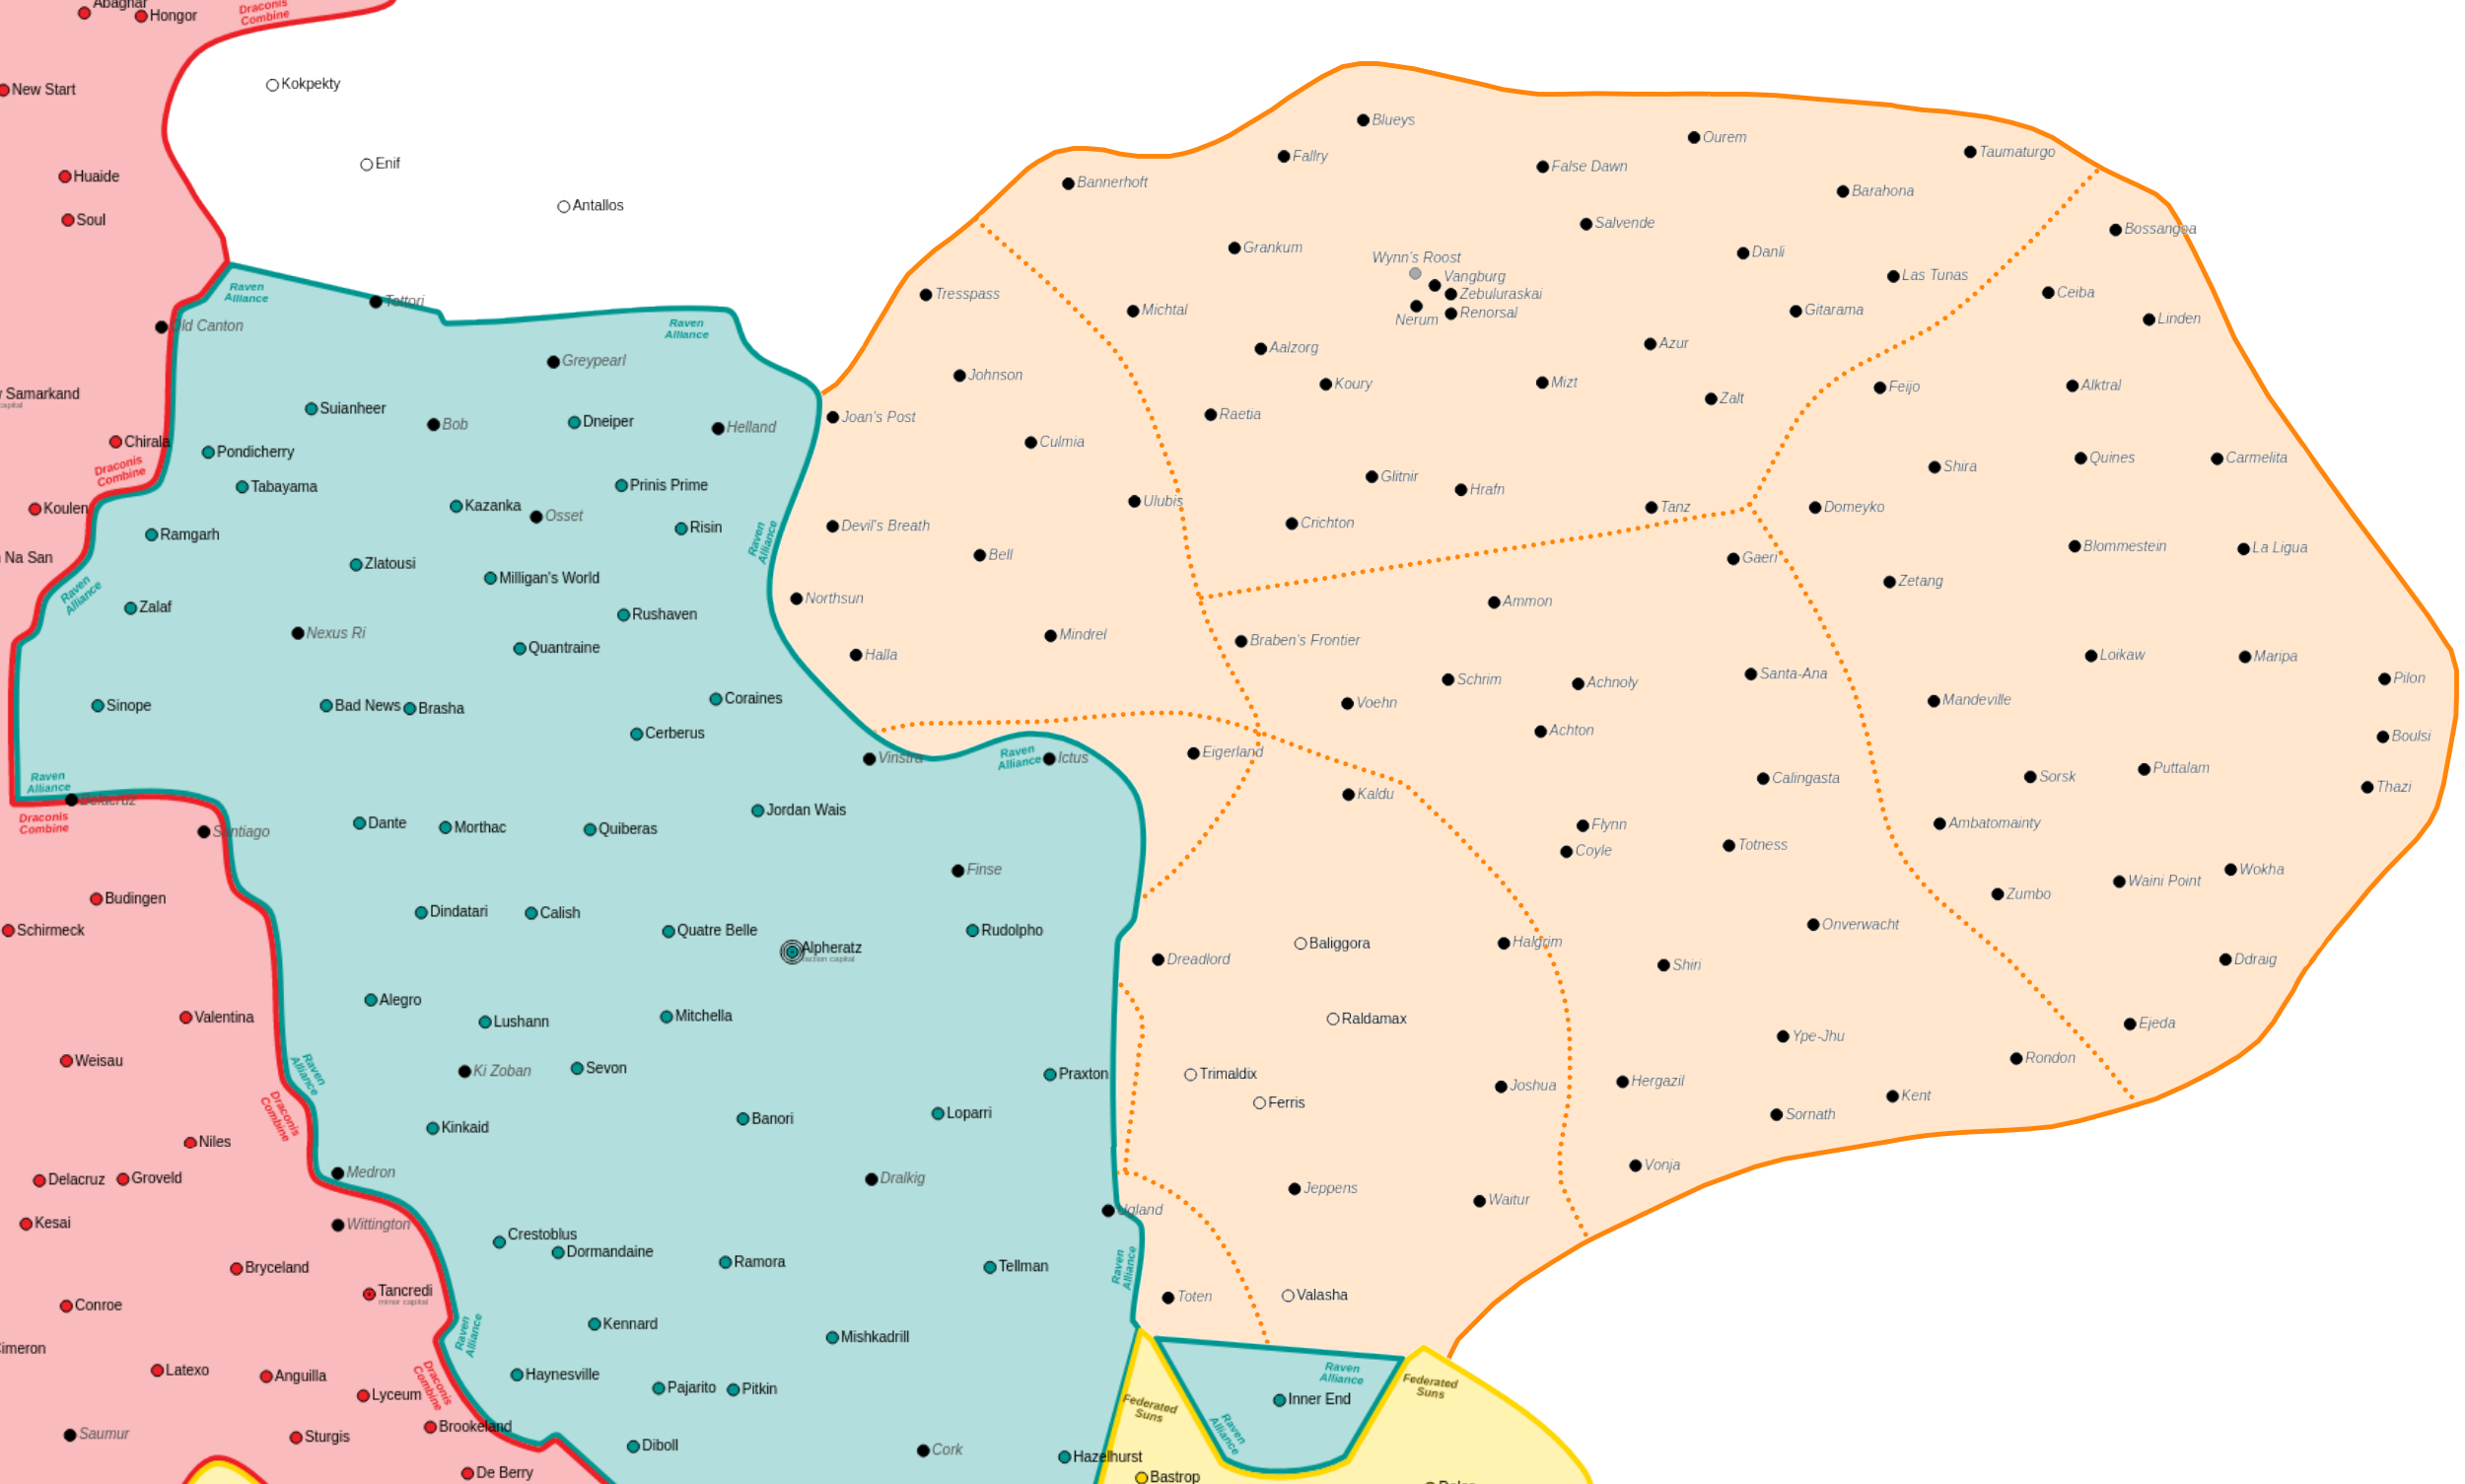 Abagnar
Hongor
Draconis
Combine
New Start
Kokpekty
Huaide
Enif
Soul
Antallos
Raven
Alliance
Tottori
Old Canton
Raven
Alliance
Greypearl
Samarkand
capital
Suianheer
Bob
Dneiper
Helland
Chirala
Pondicherry
Draconis
Combine
Tabayama
Prinis Prime
Koulen
Kazanka
Osset
Risin
Raven
Alliance
Ramgarh
Na San
Zlatousi
Milligan's World
Raven
Alliance
Zalaf
Rushaven
Nexus Ri
Quantraine
Sinope
Bad News
Brasha
Coraines
Cerberus
Raven
Alliance
Draconis
Combine
Santiago
Dante
Morthac
Quiberas
Jordan Wais
Vinstra
Raven
Alliance
Ictus
Finse
Budingen
Schirmeck
Dindatari
Calish
Quatre Belle
Alpheratz
faction capital
Rudolpho
Alegro
Valentina
Lushann
Mitchella
Weisau
Raven
Alliance
Ki Zoban
Sevon
Praxton
Draconis
Combine
Kinkaid
Banori
Loparri
Niles
Delacruz
Groveld
Medron
Dralkig
Kesai
Wittington
Ugland
Crestoblus
Dormandaine
Ramora
Tellman
Raven
Alliance
Bryceland
Tancredi
minor capital
Conroe
Raven
Alliance
Kennard
Mishkadrill
Latexo
Anguilla
Draconis
Combine
Lyceum
Haynesville
Pajarito
Pitkin
Saumur
Sturgis
Brookeland
Diboll
Cork
Hazelhurst
De Berry
Bastrop
Federated
Suns
Raven
Alliance
Inner End
Raven
Alliance
Federated
Suns
Blueys
Fallry
Bannerhoft
False Dawn
Ourem
Taumaturgo
Barahona
Salvende
Bossangoa
Grankum
Wynn's Roost
Danli
Vangburg
Las Tunas
Zebuluraskai
Tresspass
Michtal
Nerum
Renorsal
Gitarama
Ceiba
Linden
Aalzorg
Azur
Johnson
Koury
Mizt
Zalt
Feijo
Alktral
Joan's Post
Raetia
Culmia
Glitnir
Hrafn
Shira
Quines
Carmelita
Ulubis
Tanz
Domeyko
Devil's Breath
Crichton
Bell
Gaeri
Blommestein
La Ligua
Zetang
Northsun
Ammon
Mindrel
Braben's Frontier
Halla
Loikaw
Maripa
Schrim
Achnoly
Santa-Ana
Pilon
Voehn
Mandeville
Achton
Boulsi
Eigerland
Calingasta
Sorsk
Puttalam
Thazi
Kaldu
Flynn
Ambatomainty
Coyle
Totness
Wokha
Waini Point
Zumbo
Onverwacht
Baliggora
Halgrim
Dreadlord
Shiri
Ddraig
Raldamax
Ejeda
Ype-Jhu
Rondon
Trimaldix
Joshua
Hergazil
Ferris
Kent
Sornath
Vonja
Jeppens
Waitur
Toten
Valasha